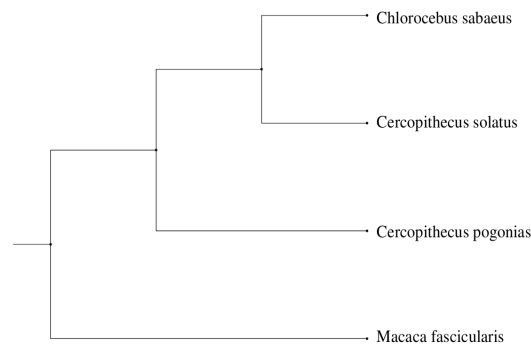 Chlorocebus sabaeus
Cercopithecus solatus
Cercopithecus pogonias
Macaca fascicularis